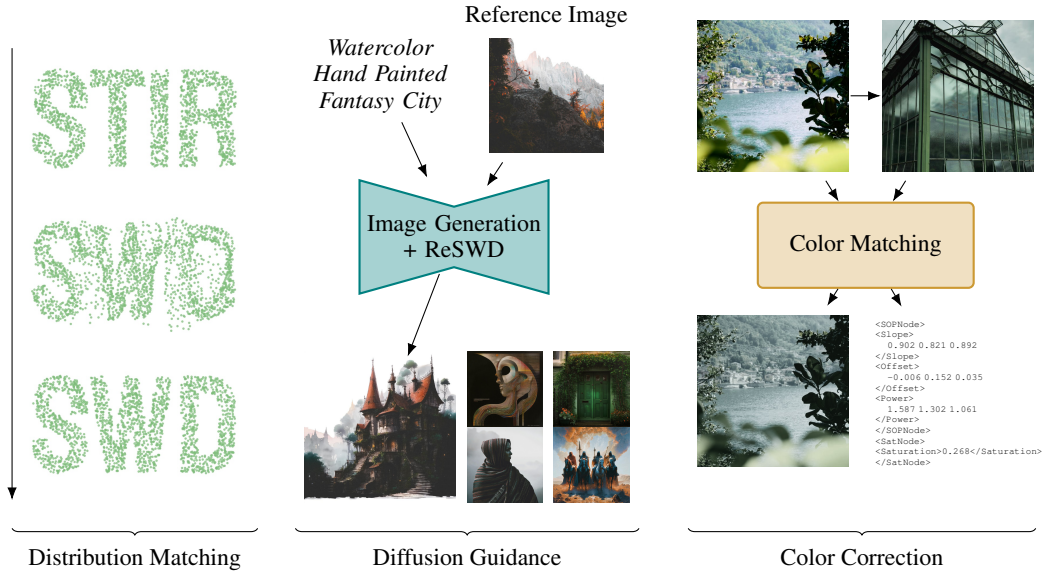 STIR
SWD
SWD
Distribution Matching
Reference Image
Watercolor
Hand Painted
Fantasy City
Image Generation
+ ReSWD
Diffusion Guidance
Color Matching
<SOPNode>
<Slope>
0.902 0.821 0.892
</Slope>
<Offset>
-0.006 0.152 0.035
</Offset>
<Power>
1.587 1.302 1.061
</Power>
</SOPNode>
<SatNode>
<Saturation>0.268</Saturation>
</SatNode>
Color Correction